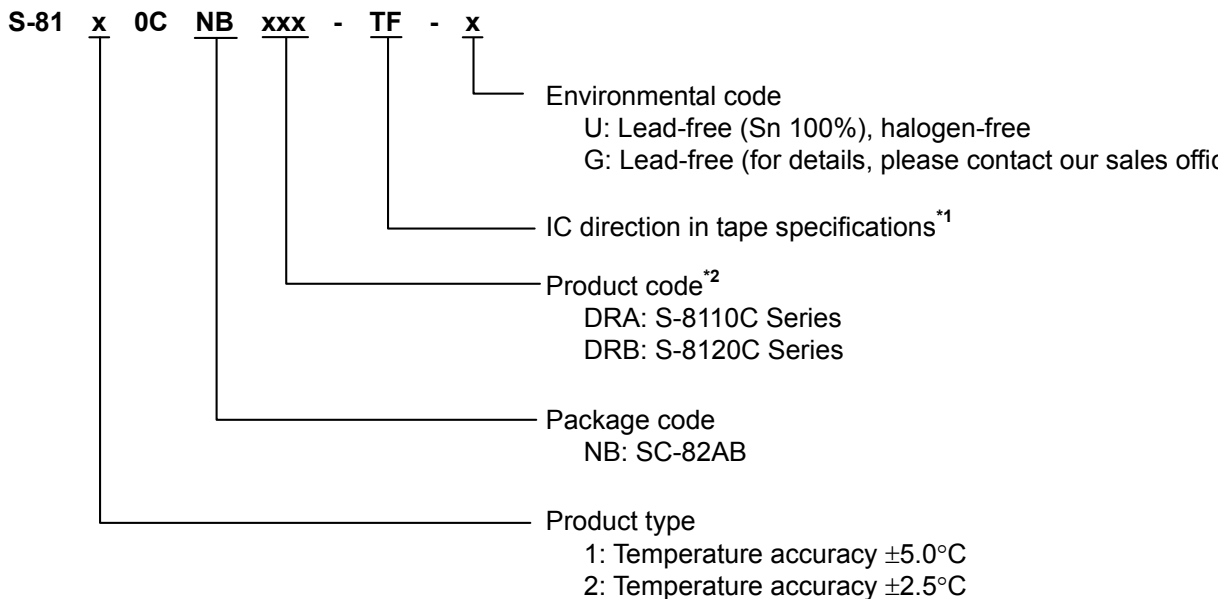 S-81 x 0C NB xxx - TF - x
Environmental code
U: Lead-free (Sn 100%), halogen-free
G: Lead-free (for details, please contact our sales
IC direction in tape specifications*1
Product code*2
DRA: S-8110C Series
DRB: S-8120C Series
Package code
NB: SC-82AB
Product type
1: Temperature accuracy ±5.0°C
2: Temperature accuracy ±2.5°C